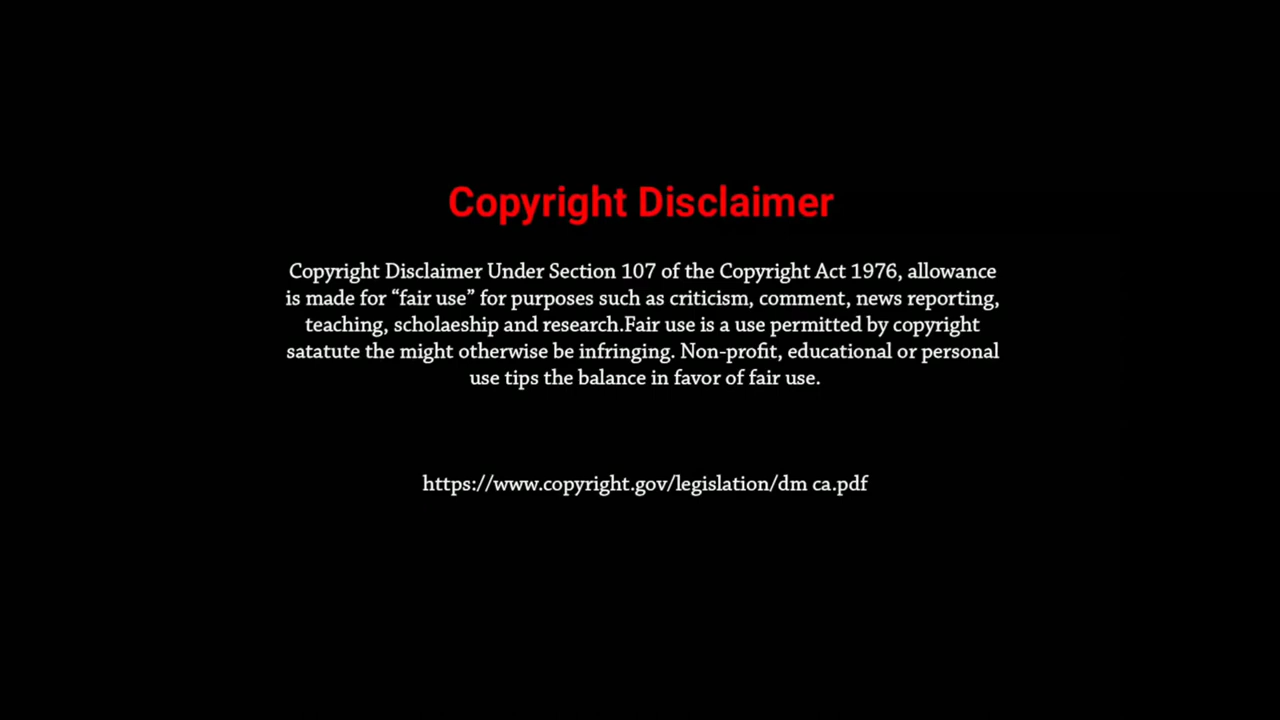 Copyright Disclaimer
Copyright Disclaimer Under Section 107 of the Copyright Act 1976, allowance
is made for “fair use” for purposes such as criticism, comment, news reporting,
teaching, scholaeship and research.Fair use is a use permitted by copyright
satatute the might otherwise be infringing. Non-profit, educational or personal
use tips the balance in favor of fair use.
https://www.copyright.gov/legislation/dm ca.pdf